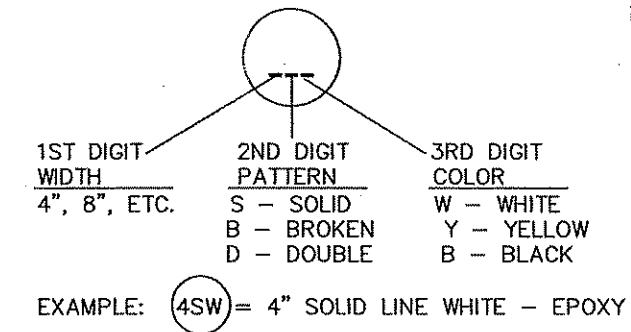 1ST DIGIT 2ND DIGIT 3RD DIGIT
WIDTH PATTERN COLOR
4", 8", ETC. S – SOLID W – WHITE
B – BROKEN Y – YELLOW
D – DOUBLE B – BLACK
EXAMPLE: 4SW = 4" SOLID LINE WHITE – EPOXY